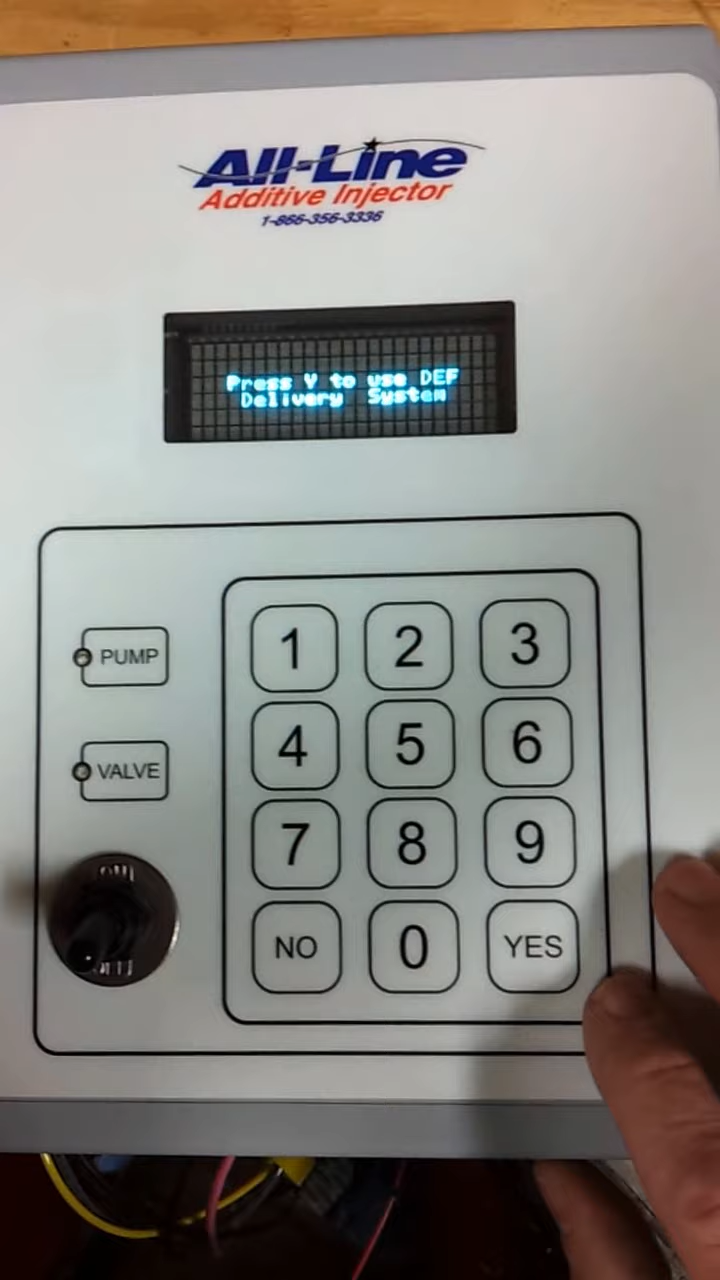 All-Line
Additive Injector
1-866-356-3336
Press Y to use DEF
Delivery System
PUMP
VALVE
1 2 3
4 5 6
7 8 9
NO 0 YES